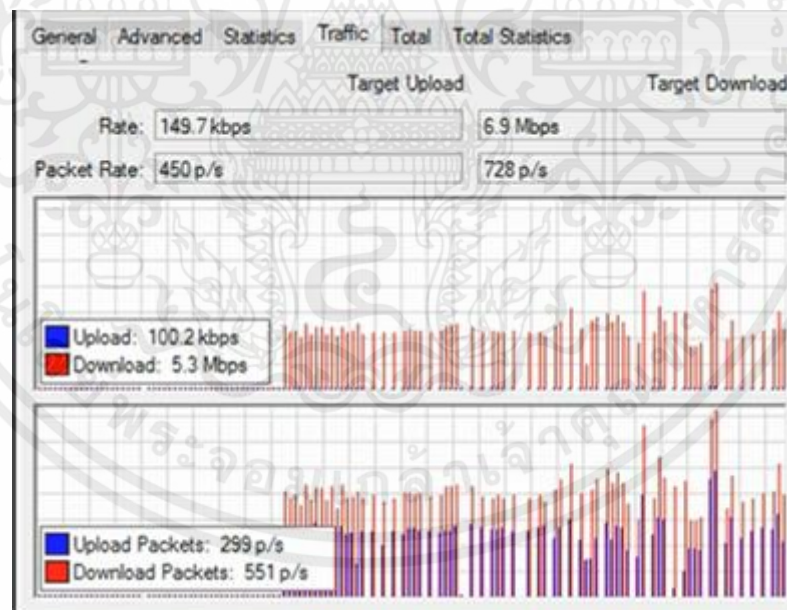 General Advanced Statistics Traffic Total Total Statistics
Target Upload Target Download
Rate: 149.7 kbps 6.9 Mbps
Packet Rate: 450 p/s 728 p/s
Upload: 100.2 kbps
Download: 5.3 Mbps
Upload Packets: 299 p/s
Download Packets: 551 p/s